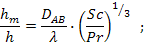 h_m/h = D_AB/λ · (Sc/Pr)^1/3 ;